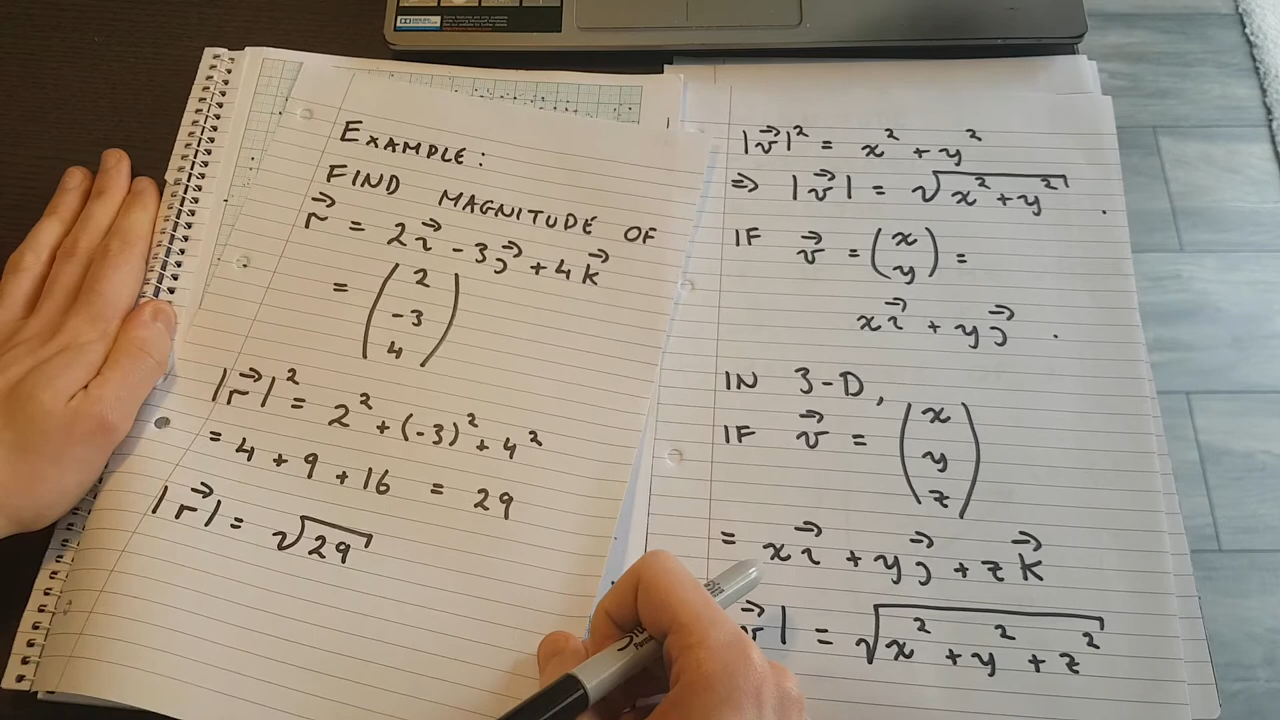 EXAMPLE:
FIND MAGNITUDE OF
r⃗ = 2i⃗ - 3j⃗ + 4k⃗
= (2 -3 4)
|r⃗|² = 2² + (-3)² + 4²
= 4 + 9 + 16 = 29
|r⃗| = √29
|v⃗|² = x² + y²
=> |v⃗| = √x² + y² .
IF v⃗ = (x y) =
xi⃗ + yj⃗ .
IN 3-D,
IF v⃗ = (x y z)
= xi⃗ + yj⃗ + zk⃗
v⃗| = √x² + y² + z²